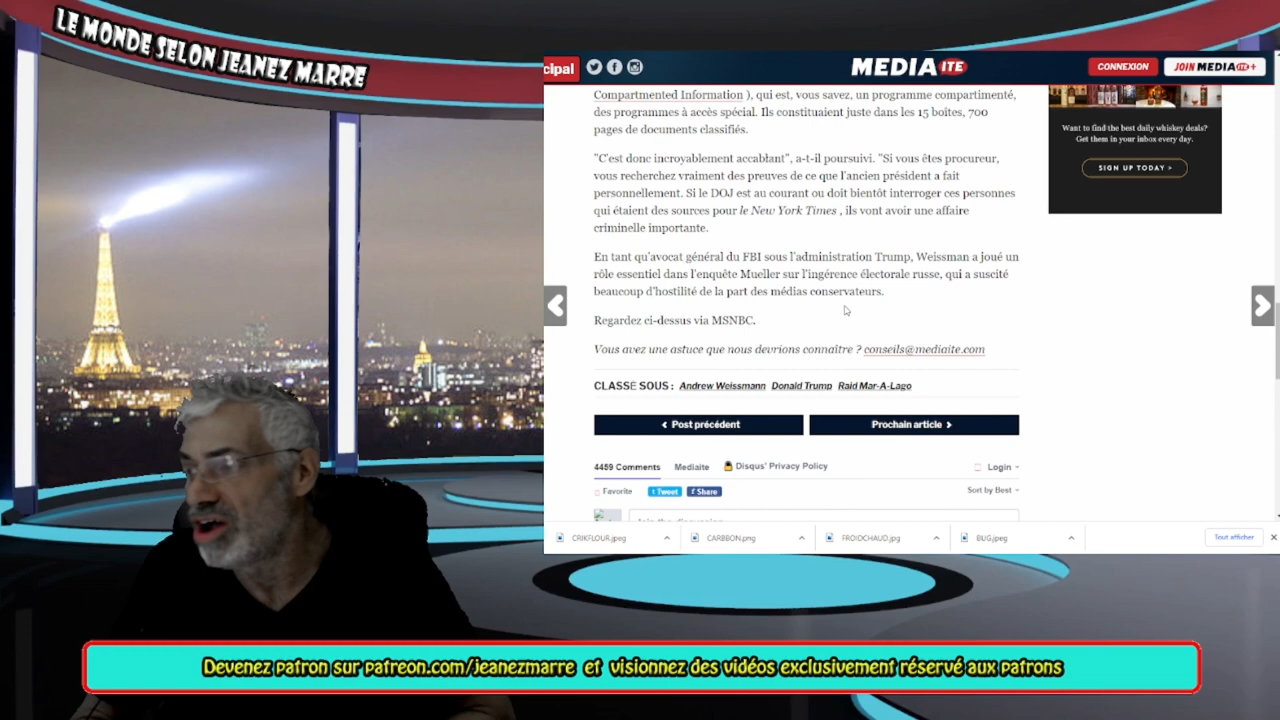 LE MONDE SELON JEANEZ MARRE
cipal
MEDIAITE
CONNEXION
JOIN MEDIAITE+
Compartmented Information ), qui est, vous savez, un programme compartimenté,
des programmes à accès spécial. Ils constituaient juste dans les 15 boîtes, 700
pages de documents classifiés.
"C'est donc incroyablement accablant", a-t-il poursuivi. "Si vous êtes procureur,
vous recherchez vraiment des preuves de ce que l'ancien président a fait
personnellement. Si le DOJ est au courant ou doit bientôt interroger ces personnes
qui étaient des sources pour le New York Times , ils vont avoir une affaire
criminelle importante.
En tant qu'avocat général du FBI sous l'administration Trump, Weissman a joué un
rôle essentiel dans l'enquête Mueller sur l'ingérence électorale russe, qui a suscité
beaucoup d'hostilité de la part des médias conservateurs.
Regardez ci-dessus via MSNBC.
Vous avez une astuce que nous devrions connaître ? conseils@mediaite.com
CLASSÉ SOUS : Andrew Weissmann Donald Trump Raid Mar-A-Lago
< Post précédent
Prochain article >
4459 Comments Mediaite Disqus' Privacy Policy Login
Favorite t Tweet f Share Sort by Best
Join the discussion
Want to find the best daily whiskey deals?
Get them in your inbox every day.
SIGN UP TODAY >
CRIKFLOUR.jpeg
CARBBON.png
FROIDCHAUD.jpg
BUG.jpeg
Tout afficher
Devenez patron sur patreon.com/jeanezmarre et visionnez des vidéos exclusivement réservé aux patrons